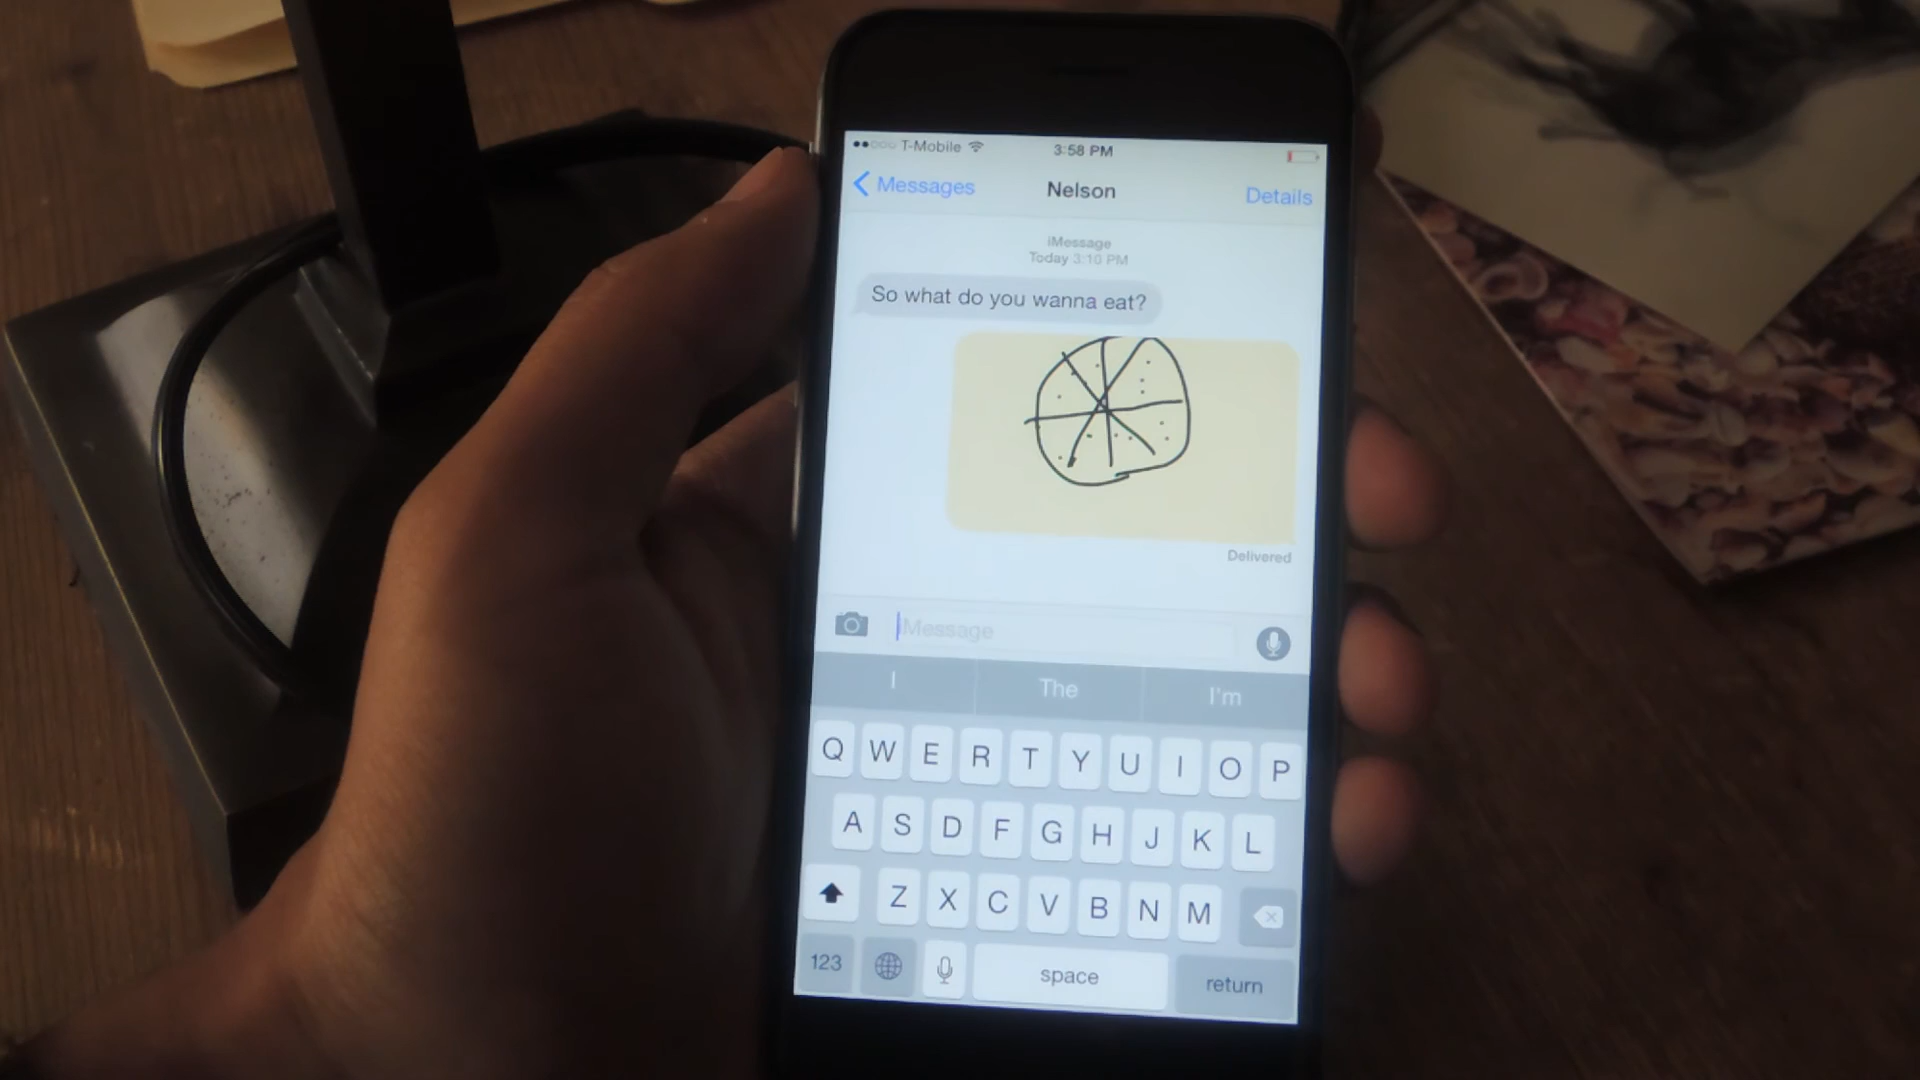 T-Mobile 3:58 PM
Messages Nelson Details
iMessage
Today 3:10 PM
So what do you wanna eat?
Delivered
iMessage
I The I'm
Q W E R T Y U I O P
A S D F G H J K L
Z X C V B N M
123 space return